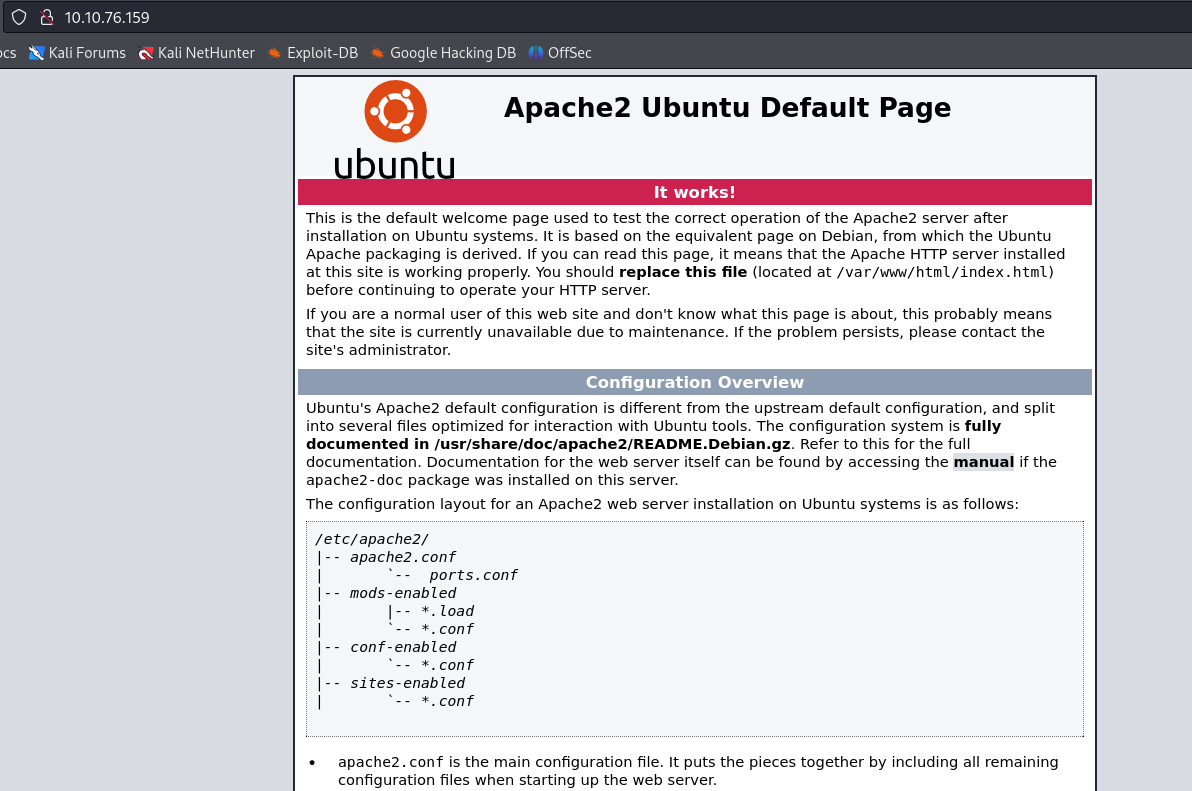 10.10.76.159
ocs Kali Forums Kali NetHunter Exploit-DB Google Hacking DB OffSec
Apache2 Ubuntu Default Page
ubuntu
It works!
This is the default welcome page used to test the correct operation of the Apache2 server after
installation on Ubuntu systems. It is based on the equivalent page on Debian, from which the Ubuntu
Apache packaging is derived. If you can read this page, it means that the Apache HTTP server installed
at this site is working properly. You should replace this file (located at /var/www/html/index.html)
before continuing to operate your HTTP server.
If you are a normal user of this web site and don't know what this page is about, this probably means
that the site is currently unavailable due to maintenance. If the problem persists, please contact the
site's administrator.
Configuration Overview
Ubuntu's Apache2 default configuration is different from the upstream default configuration, and split
into several files optimized for interaction with Ubuntu tools. The configuration system is fully
documented in /usr/share/doc/apache2/README.Debian.gz. Refer to this for the full
documentation. Documentation for the web server itself can be found by accessing the manual if the
apache2-doc package was installed on this server.
The configuration layout for an Apache2 web server installation on Ubuntu systems is as follows:
/etc/apache2/
|-- apache2.conf
|       `--  ports.conf
|-- mods-enabled
|       |-- *.load
|       `-- *.conf
|-- conf-enabled
|       `-- *.conf
|-- sites-enabled
|       `-- *.conf
• apache2.conf is the main configuration file. It puts the pieces together by including all remaining
configuration files when starting up the web server.